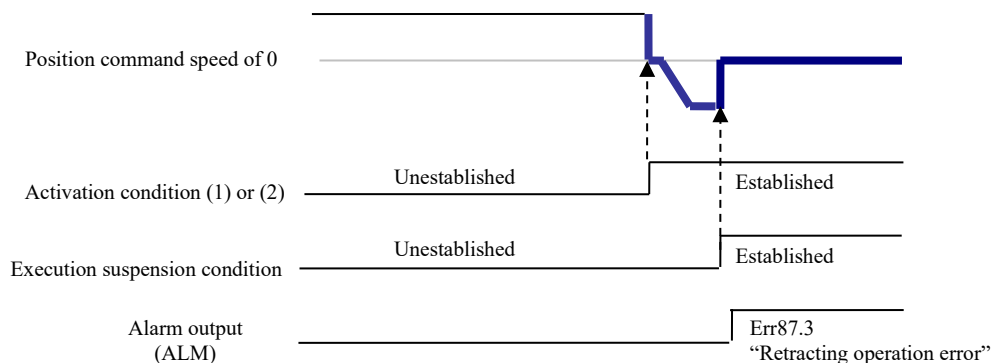 Position command speed of 0
Unestablished
Activation condition (1) or (2)
Established
Unestablished
Established
Execution suspension condition
Alarm output
(ALM)
Err87.3
“Retracting operation error”